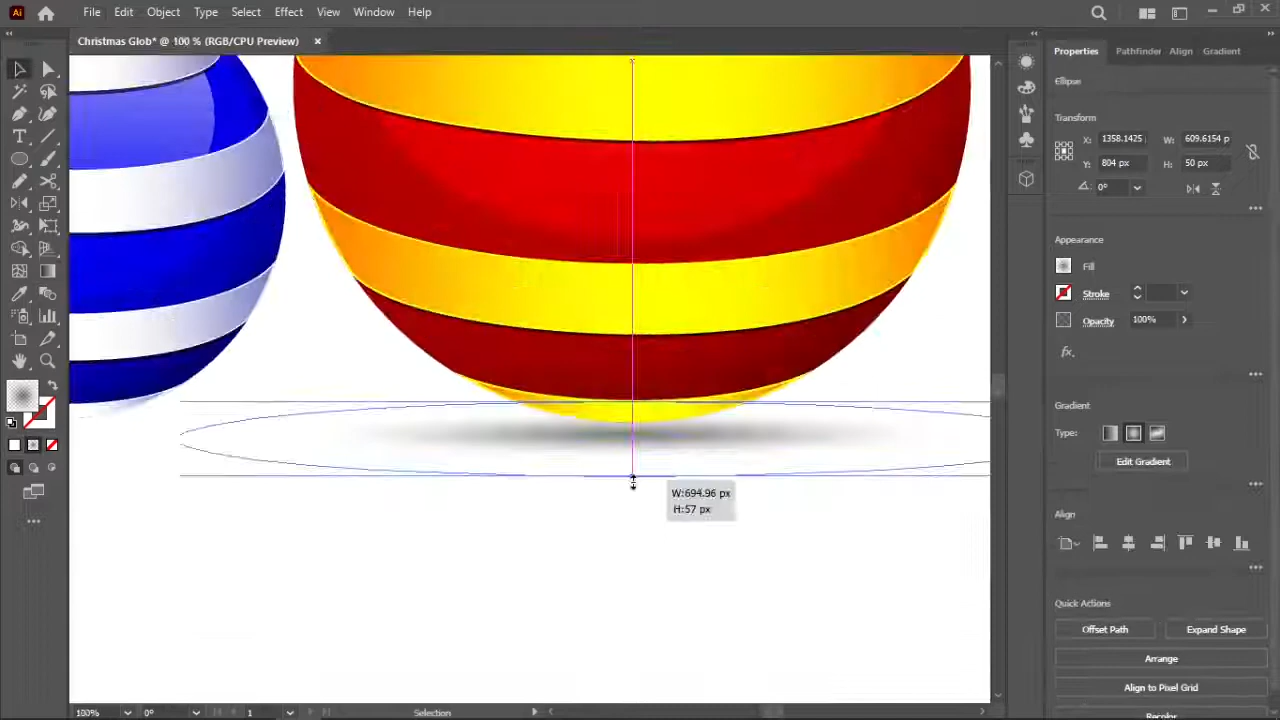 Ai File Edit Object Type Select Effect View Window Help
Christmas Glob* @ 100 % (RGB/CPU Preview) ×
Properties Pathfinder Align Gradient
Ellipse
Transform
X: 1358.1425 W: 609.6154 p
Y: 804 px H: 50 px
0°
Appearance
Fill
Stroke
Opacity 100%
fx.
Gradient
Type:
Edit Gradient
W:694.96 px
H:57 px
Align
Quick Actions
Offset Path Expand Shape
Arrange
Align to Pixel Grid
Recolor
100% 0° 1 Selection